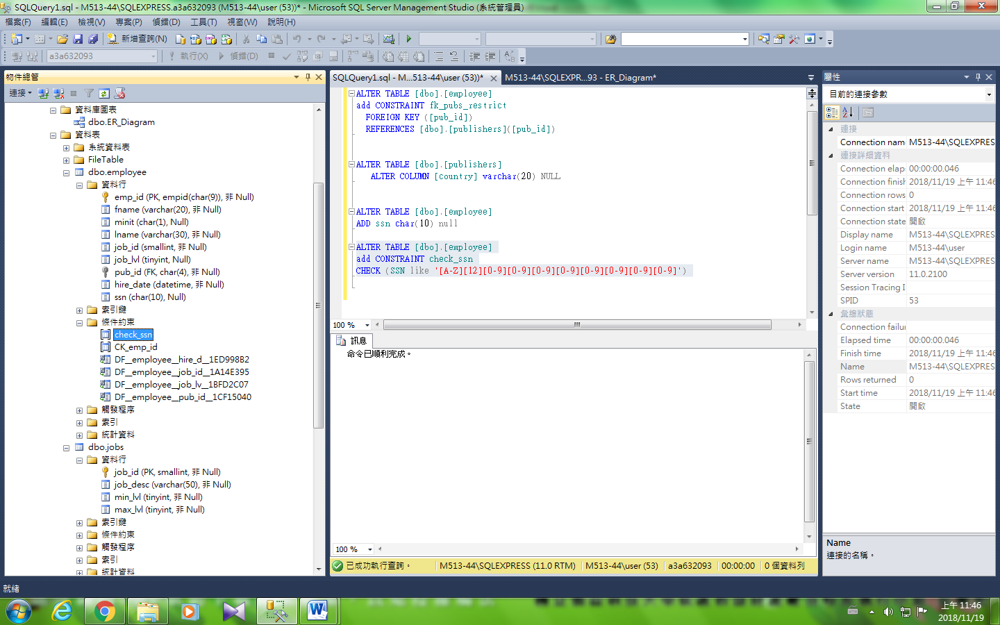 SQLQuery1.sql - M513-44\SQLEXPRESS.a3a632093 (M513-44\user (53))* - Microsoft SQL Server Management Studio (系統管理員)
檔案(F) 編輯(E) 檢視(V) 專案(P) 偵錯(D) 工具(T) 視窗(W) 說明(H)
新增查詢(N)
a3a632093 執行(X) 偵錯(D)
物件總管
連接
資料庫圖表
dbo.ER_Diagram
資料表
系統資料表
FileTable
dbo.employee
資料行
emp_id (PK, empid(char(9)), 非 Null)
fname (varchar(20), 非 Null)
minit (char(1), Null)
lname (varchar(30), 非 Null)
job_id (smallint, 非 Null)
job_lvl (tinyint, Null)
pub_id (FK, char(4), 非 Null)
hire_date (datetime, 非 Null)
ssn (char(10), Null)
索引鍵
條件約束
check_ssn
CK_emp_id
DF__employee__hire_d__1ED998B2
DF__employee__job_id__1A14E395
DF__employee__job_lv__1BFD2C07
DF__employee__pub_id__1CF15040
觸發程序
索引
統計資料
dbo.jobs
資料行
job_id (PK, smallint, 非 Null)
job_desc (varchar(50), 非 Null)
min_lvl (tinyint, 非 Null)
max_lvl (tinyint, 非 Null)
索引鍵
條件約束
觸發程序
索引
統計資料
SQLQuery1.sql - M...513-44\user (53))* M513-44\SQLEXPR...93 - ER_Diagram*
ALTER TABLE [dbo].[employee]
add CONSTRAINT fk_pubs_restrict
FOREIGN KEY ([pub_id])
REFERENCES [dbo].[publishers]([pub_id])
ALTER TABLE [dbo].[publishers]
ALTER COLUMN [country] varchar(20) NULL
ALTER TABLE [dbo].[employee]
ADD ssn char(10) null
ALTER TABLE [dbo].[employee]
add CONSTRAINT check_ssn
CHECK (SSN like '[A-Z][12][0-9][0-9][0-9][0-9][0-9][0-9][0-9][0-9]')
100 %
訊息
命令已順利完成。
100 %
已成功執行查詢。 M513-44\SQLEXPRESS (11.0 RTM) M513-44\user (53) a3a632093 00:00:00 0 個資料列
屬性
目前的連接參數
連接
Connection nam M513-44\SQLEXPRES
連接詳細資料
Connection elap 00:00:00.046
Connection finish 2018/11/19 上午 11:46
Connection rows 0
Connection start 2018/11/19 上午 11:46
Connection state 開啟
Display name M513-44\SQLEXPRES
Login name M513-44\user
Server name M513-44\SQLEXPRES
Server version 11.0.2100
Session Tracing I
SPID 53
彙總狀態
Connection failur
Elapsed time 00:00:00.046
Finish time 2018/11/19 上午 11:46
Name M513-44\SQLEXPRES
Rows returned 0
Start time 2018/11/19 上午 11:46
State 開啟
Name
連接的名稱。
就緒
上午 11:46
2018/11/19